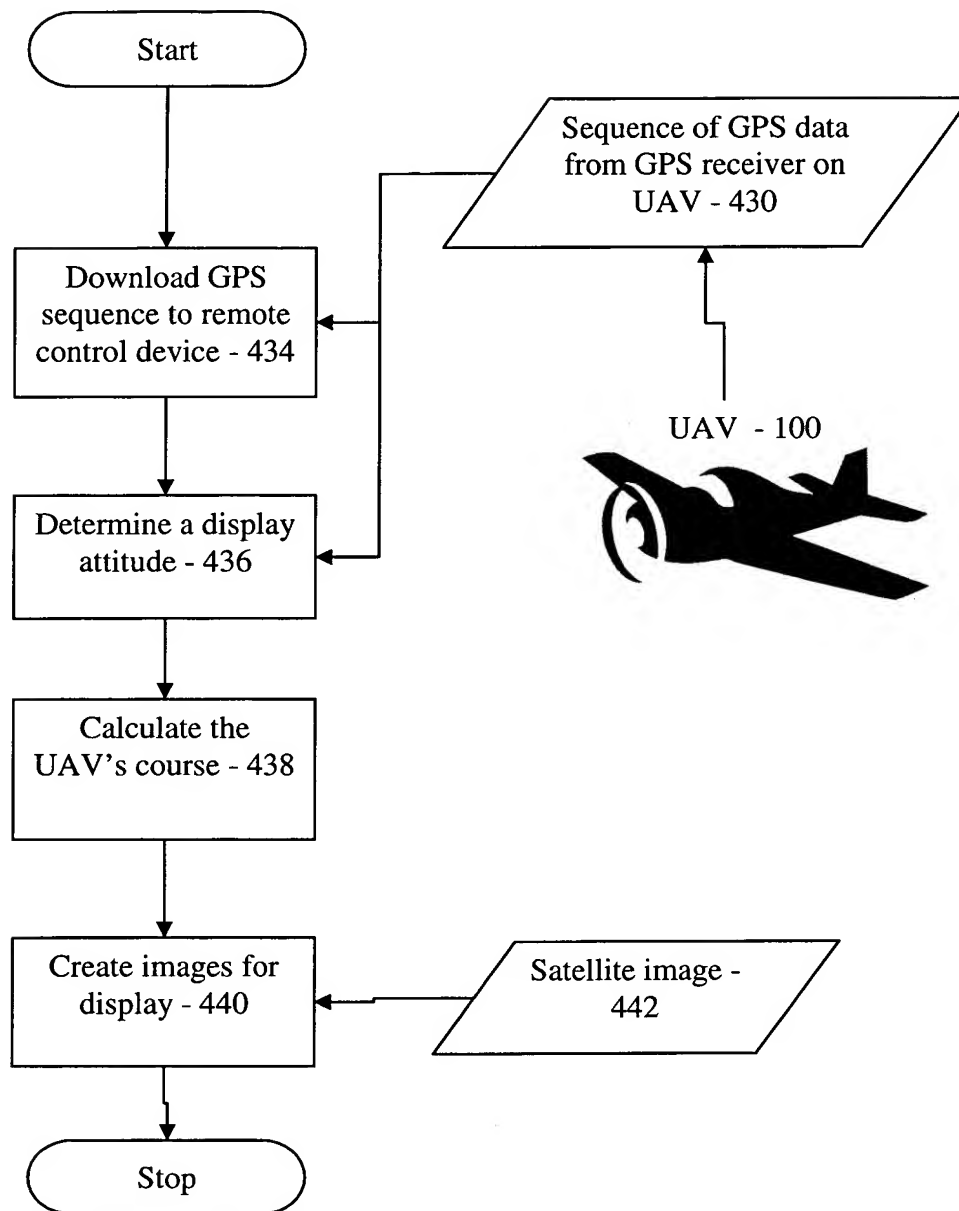 Start
Sequence of GPS data
from GPS receiver on
UAV - 430
Download GPS
sequence to remote
control device - 434
UAV - 100
Determine a display
attitude - 436
Calculate the
UAV's course - 438
Create images for
display - 440
Satellite image -
442
Stop